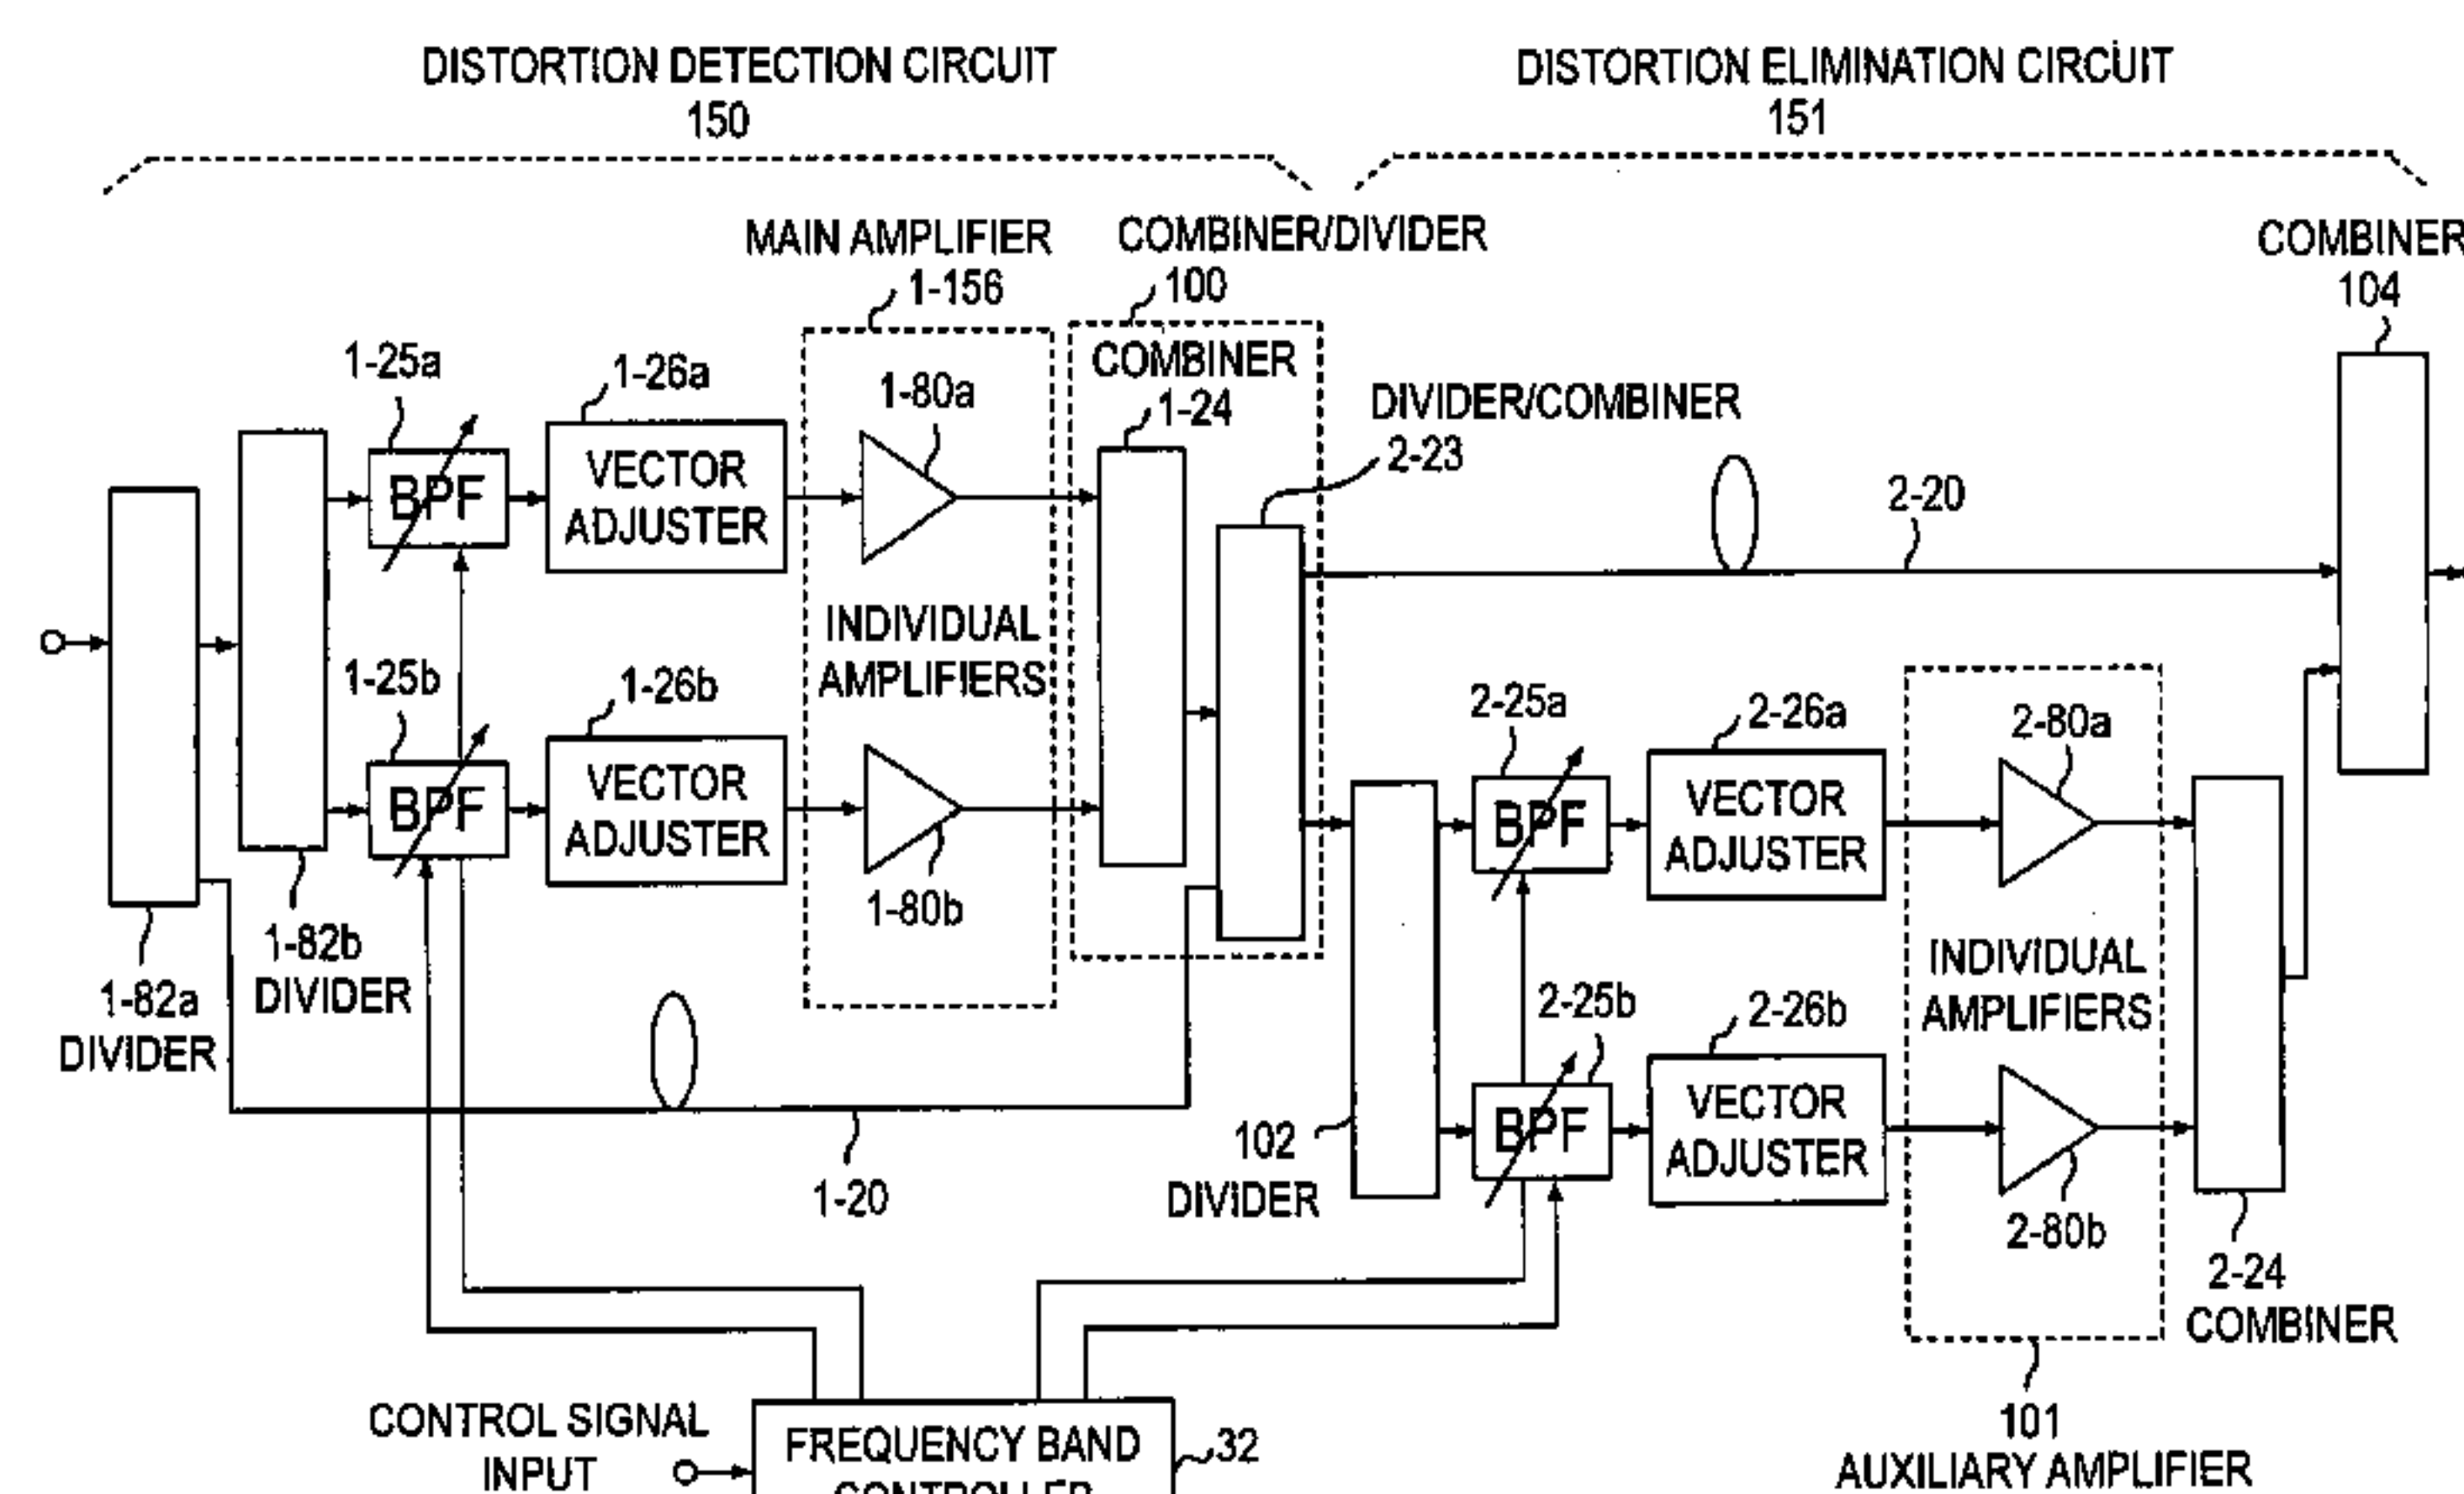 DISTORTION DETECTION CIRCUIT
150
DISTORTION ELIMINATION CIRCUIT
151
MAIN AMPLIFIER
1-156
COMBINER/DIVIDER
100
COMBINER
104
1-25a
1-26a
1-80a
COMBINER
1-24
DIVIDER/COMBINER
2-23
BPF
VECTOR
ADJUSTER
2-20
INDIVIDUAL
AMPLIFIERS
1-25b
1-26b
BPF
VECTOR
ADJUSTER
1-80b
2-25a
2-26a
2-80a
BPF
VECTOR
ADJUSTER
1-82b
DIVIDER
1-82a
DIVIDER
INDIVIDUAL
AMPLIFIERS
2-25b
2-26b
BPF
VECTOR
ADJUSTER
102
DIVIDER
1-20
2-80b
2-24
COMBINER
CONTROL SIGNAL
INPUT
FREQUENCY BAND
CONTROLLER
32
101
AUXILIARY AMPLIFIER